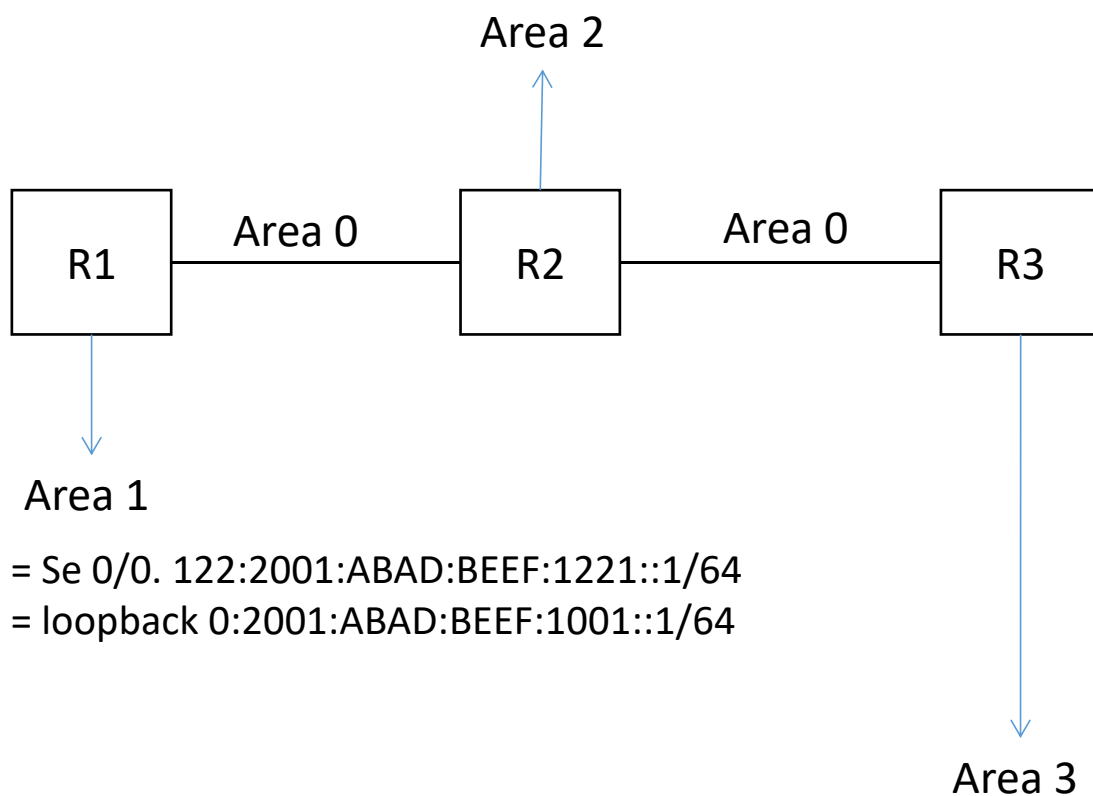 Area 2
Area 0
Area 0
R1
R2
R3
Area 1
= Se 0/0. 122:2001:ABAD:BEEF:1221::1/64
= loopback 0:2001:ABAD:BEEF:1001::1/64
Area 3